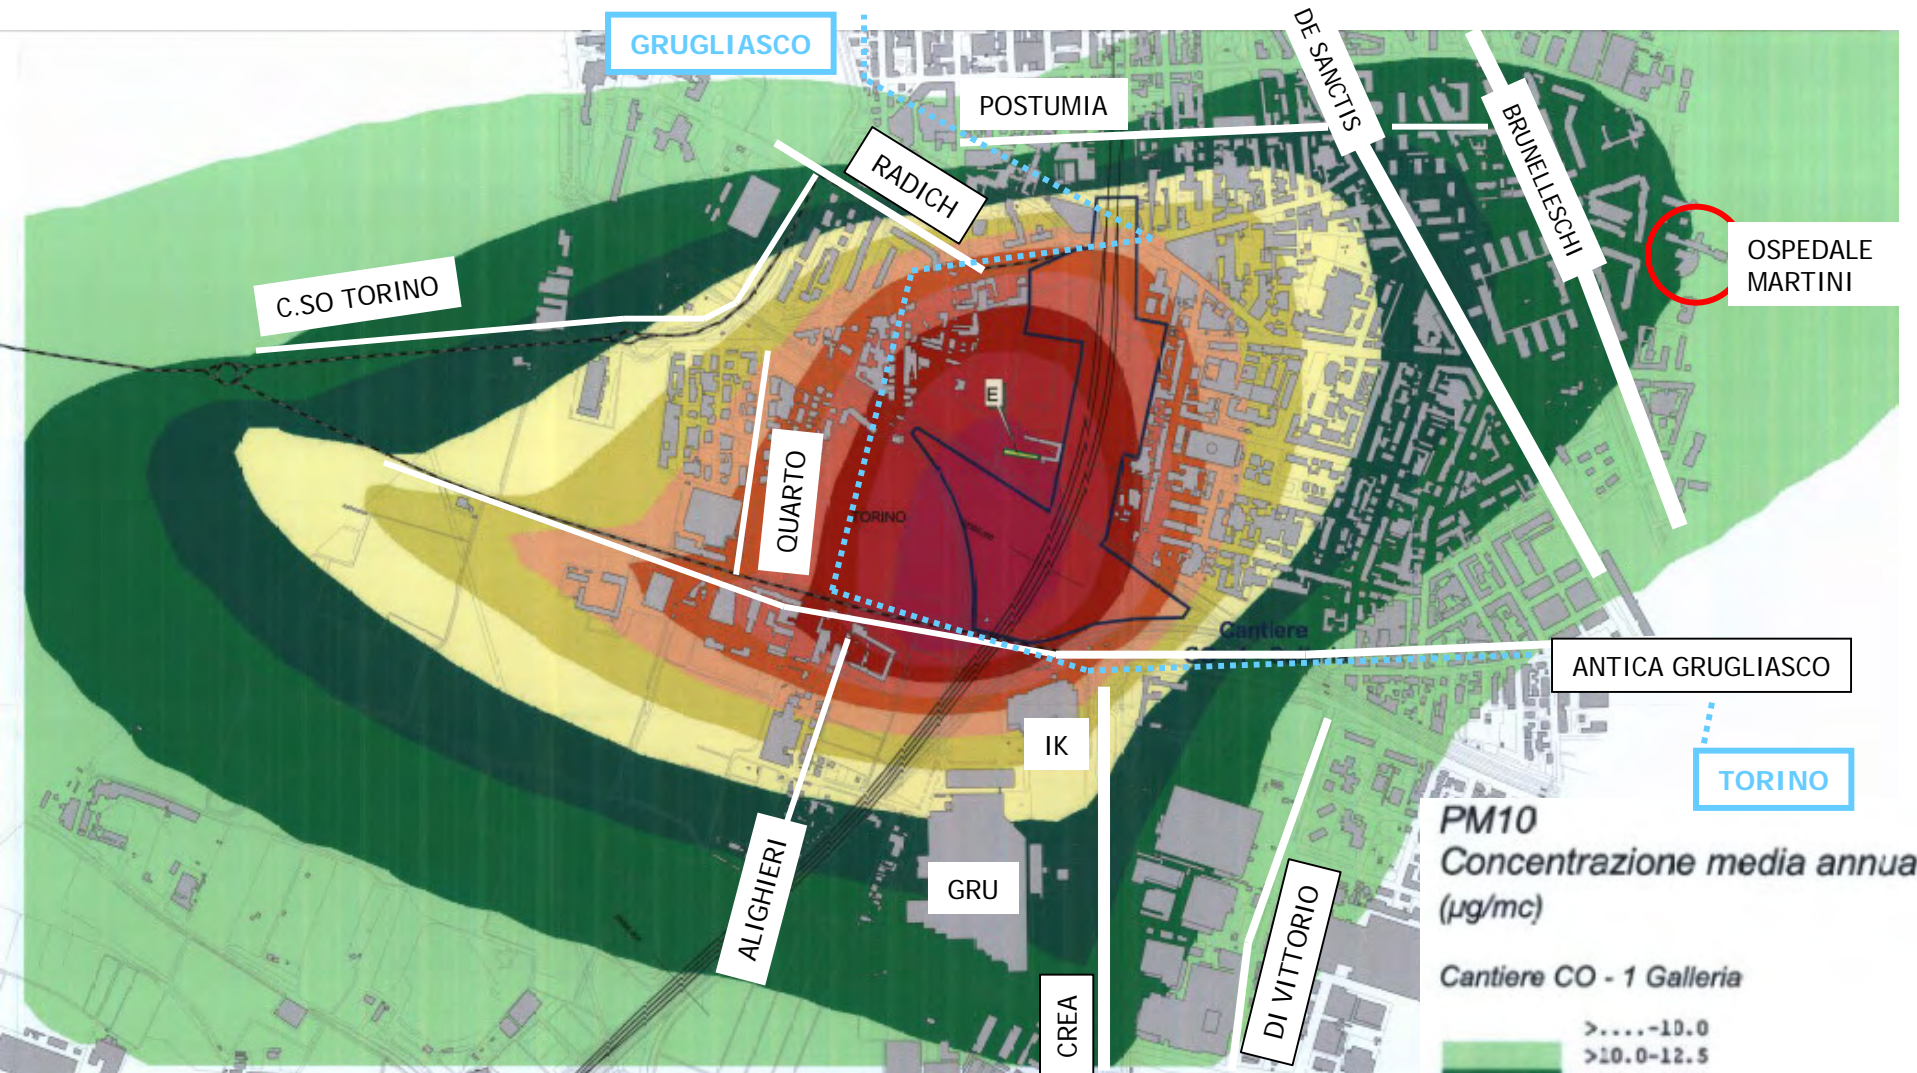 GRUGLIASCO
DE SANCTIS
POSTUMIA
BRUNELLESCHI
RADICH
OSPEDALE
MARTINI
C.SO TORINO
E
QUARTO
TORINO
Cantiere
ANTICA GRUGLIASCO
IK
TORINO
ALIGHIERI
GRU
DI VITTORIO
CREA
PM10
Concentrazione media annua
(µg/mc)
Cantiere CO - 1 Galleria
>....-10.0
>10.0-12.5